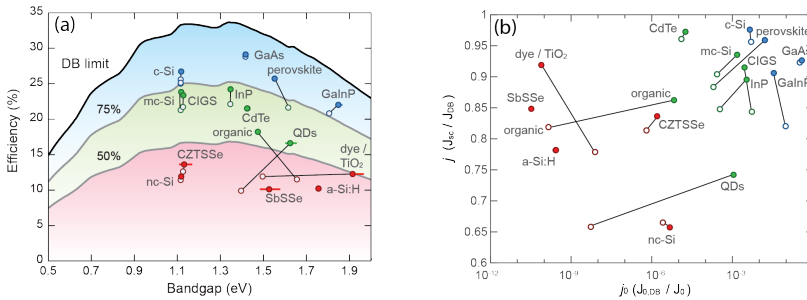 (a)
35
30
25
20
15
10
5
0
Efficiency (%)
DB limit
75%
50%
c-Si
GaAs
perovskite
mc-Si
CIGS
InP
GaInP
CdTe
organic
QDs
dye /
TiO2
CZTSSe
nc-Si
SbSSe
a-Si:H
0.5 0.7 0.9 1.1 1.3 1.5 1.7 1.9
Bandgap (eV)
(b)
1
0.95
0.9
0.85
0.8
0.75
0.7
0.65
0.6
j (Jsc / JDB)
c-Si
perovskite
CdTe
dye / TiO2
mc-Si
GaAs
CIGS
InP
GaInP
SbSSe
organic
organic
CZTSSe
a-Si:H
QDs
nc-Si
10-12 10-9 10-6 10-3
j0 (J0,DB / J0)